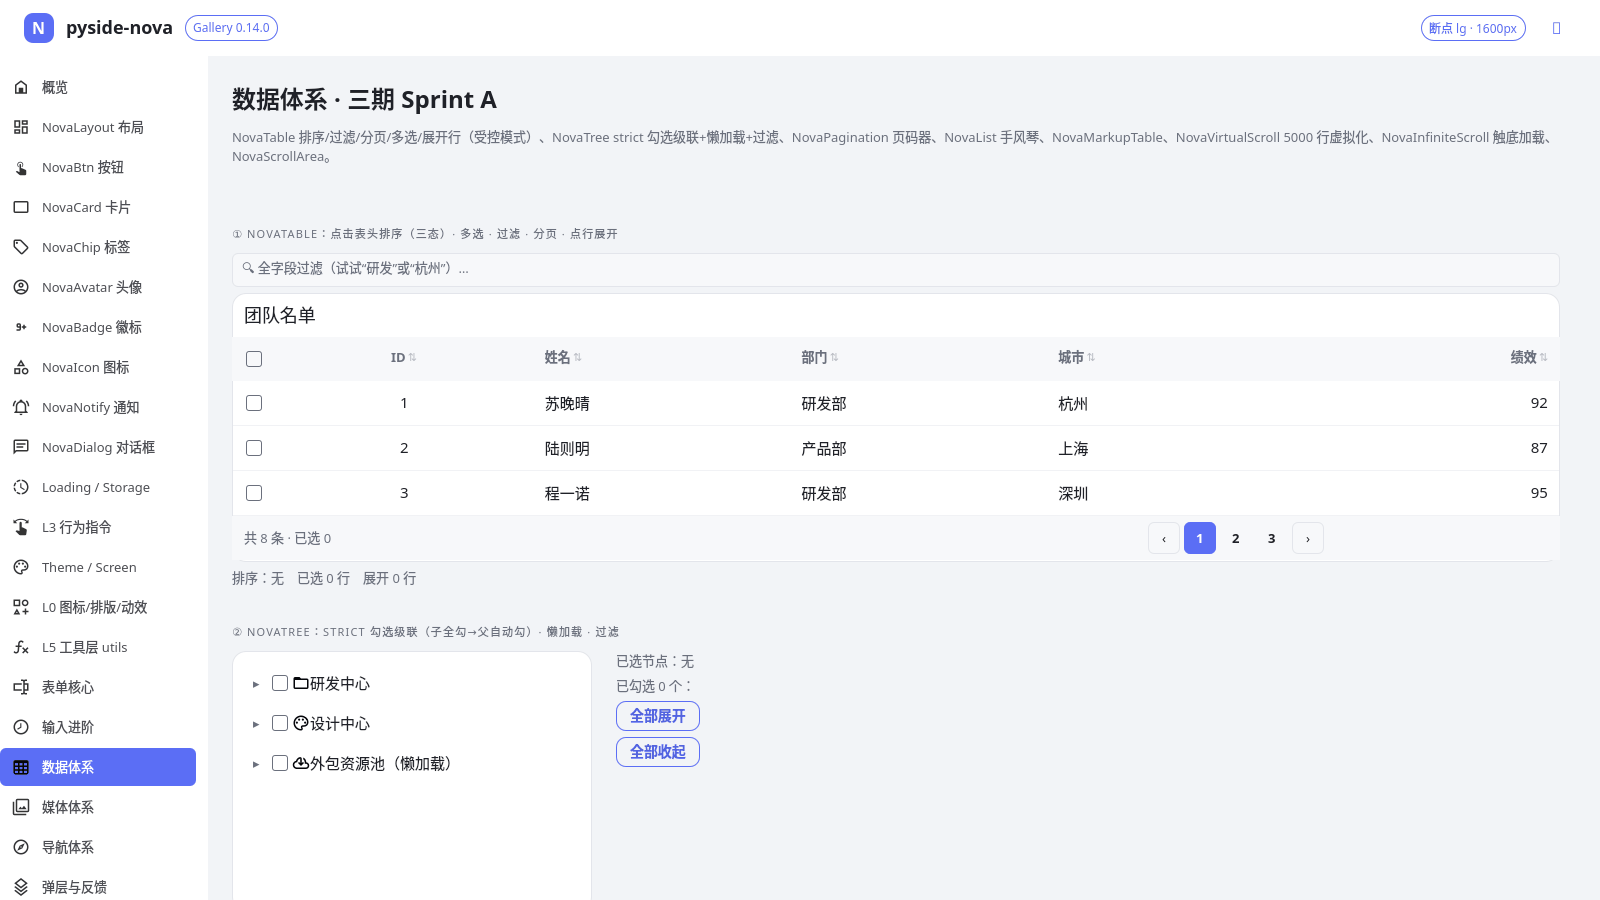 N pyside-nova Gallery 0.14.0 断点 lg · 1600px
概览
NovaLayout 布局
NovaBtn 按钮
NovaCard 卡片
NovaChip 标签
NovaAvatar 头像
9+ NovaBadge 徽标
NovaIcon 图标
NovaNotify 通知
NovaDialog 对话框
Loading / Storage
L3 行为指令
Theme / Screen
L0 图标/排版/动效
L5 工具层 utils
表单核心
输入进阶
数据体系
媒体体系
导航体系
弹层与反馈
数据体系 · 三期 Sprint A
NovaTable 排序/过滤/分页/多选/展开行（受控模式）、NovaTree strict 勾选级联+懒加载+过滤、NovaPagination 页码器、NovaList 手风琴、NovaMarkupTable、NovaVirtualScroll 5000 行虚拟化、NovaInfiniteScroll 触底加载、
NovaScrollArea。
① NOVATABLE：点击表头排序（三态）· 多选 · 过滤 · 分页 · 点行展开
🔍 全字段过滤（试试“研发”或“杭州”）…
团队名单
ID ⇅ 姓名 ⇅ 部门 ⇅ 城市 ⇅ 绩效 ⇅
1 苏晚晴 研发部 杭州 92
2 陆则明 产品部 上海 87
3 程一诺 研发部 深圳 95
共 8 条 · 已选 0 ‹ 1 2 3 ›
排序：无 已选 0 行 展开 0 行
② NOVATREE：STRICT 勾选级联（子全勾→父自动勾）· 懒加载 · 过滤
▸ 研发中心
▸ 设计中心
▸ 外包资源池（懒加载）
已选节点：无
已勾选 0 个：
全部展开
全部收起